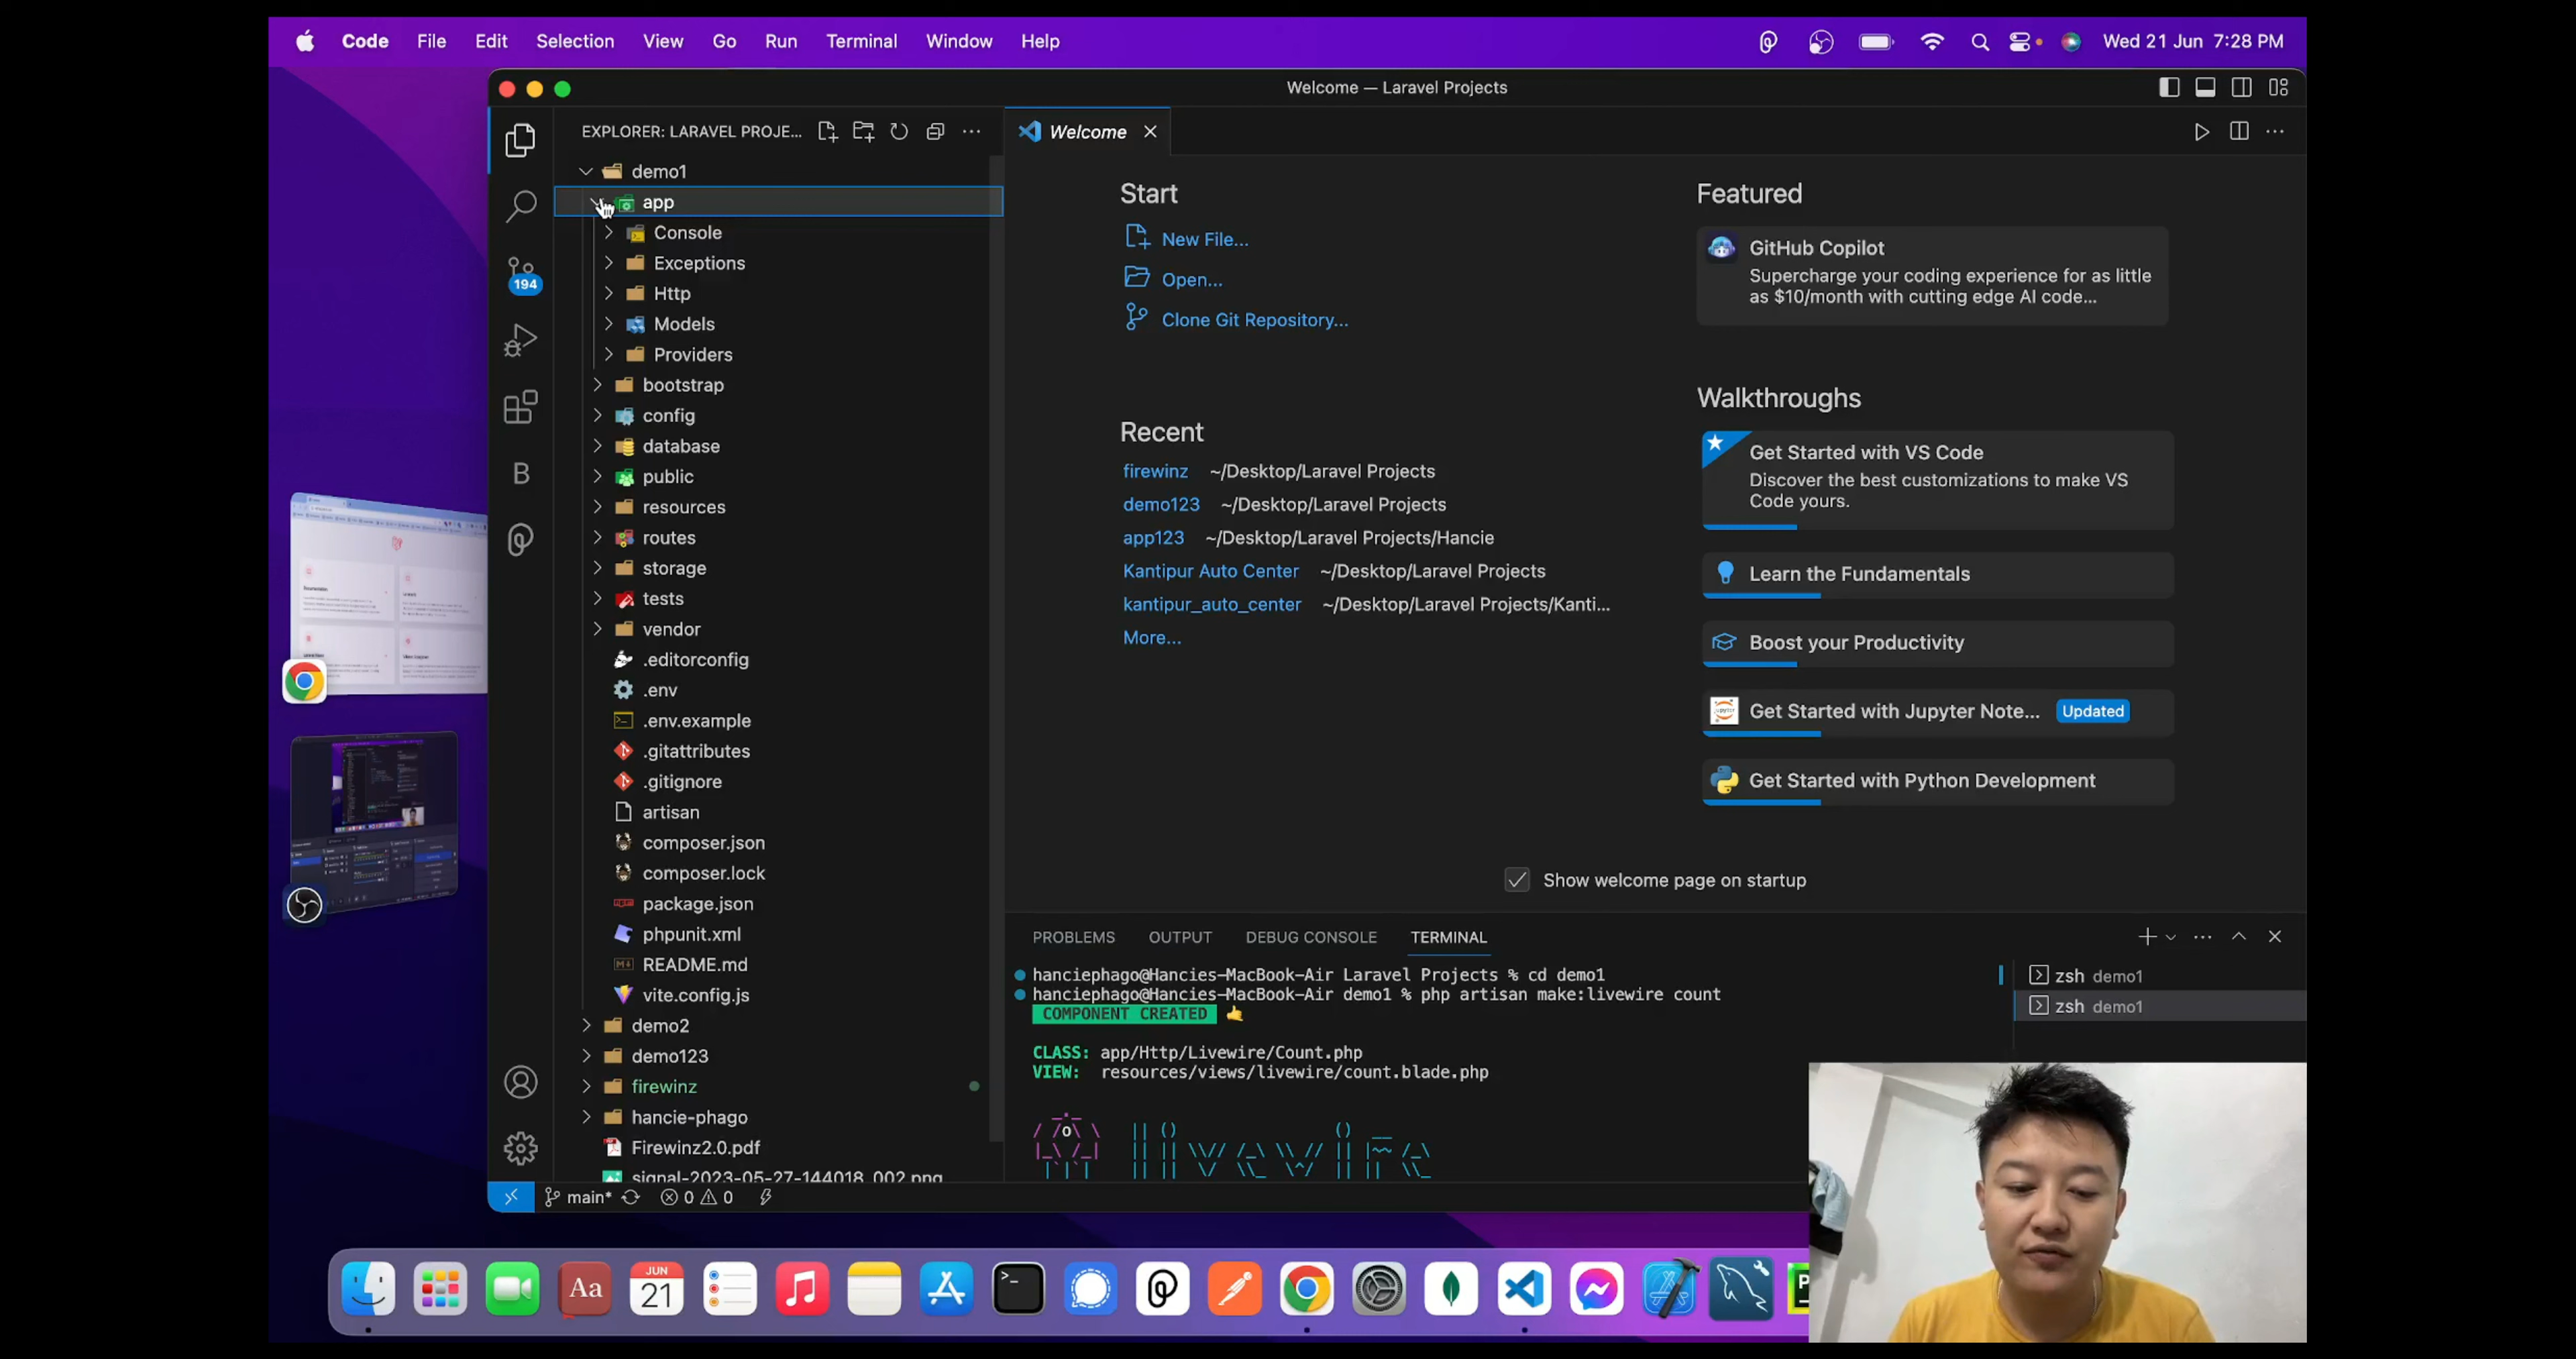 Code File Edit Selection View Go Run Terminal Window Help
Wed 21 Jun 7:28 PM
Welcome — Laravel Projects
EXPLORER: LARAVEL PROJE...
Welcome
demo1
app
Console
Exceptions
Http
Models
Providers
bootstrap
config
database
public
resources
routes
storage
tests
vendor
.editorconfig
.env
.env.example
.gitattributes
.gitignore
artisan
composer.json
composer.lock
package.json
phpunit.xml
README.md
vite.config.js
demo2
demo123
firewinz
hancie-phago
Firewinz2.0.pdf
signal-2023-05-27-144018_002.png
194
B
Start
New File...
Open...
Clone Git Repository...
Recent
firewinz ~/Desktop/Laravel Projects
demo123 ~/Desktop/Laravel Projects
app123 ~/Desktop/Laravel Projects/Hancie
Kantipur Auto Center ~/Desktop/Laravel Projects
kantipur_auto_center ~/Desktop/Laravel Projects/Kanti...
More...
Featured
GitHub Copilot
Supercharge your coding experience for as little
as $10/month with cutting edge AI code...
Walkthroughs
Get Started with VS Code
Discover the best customizations to make VS
Code yours.
Learn the Fundamentals
Boost your Productivity
Get Started with Jupyter Note... Updated
Get Started with Python Development
Show welcome page on startup
PROBLEMS OUTPUT DEBUG CONSOLE TERMINAL
hanciephago@Hancies-MacBook-Air Laravel Projects % cd demo1
hanciephago@Hancies-MacBook-Air demo1 % php artisan make:livewire count
COMPONENT CREATED
CLASS: app/Http/Livewire/Count.php
VIEW: resources/views/livewire/count.blade.php
zsh demo1
zsh demo1
main* 0 0
Aa
JUN
21